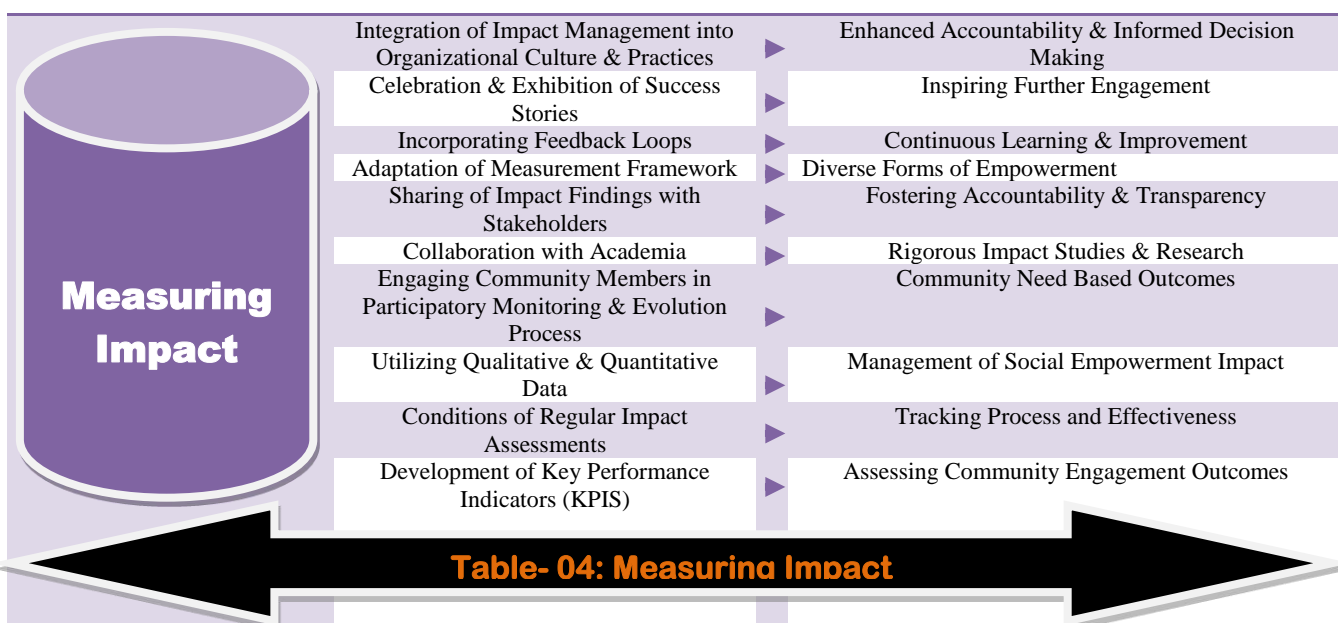 Measuring
Impact
Integration of Impact Management into
Organizational Culture & Practices
Enhanced Accountability & Informed Decision
Making
Celebration & Exhibition of Success
Stories
Inspiring Further Engagement
Incorporating Feedback Loops
Continuous Learning & Improvement
Adaptation of Measurement Framework
Diverse Forms of Empowerment
Sharing of Impact Findings with
Stakeholders
Fostering Accountability & Transparency
Collaboration with Academia
Rigorous Impact Studies & Research
Engaging Community Members in
Participatory Monitoring & Evolution
Process
Community Need Based Outcomes
Utilizing Qualitative & Quantitative
Data
Management of Social Empowerment Impact
Conditions of Regular Impact
Assessments
Tracking Process and Effectiveness
Development of Key Performance
Indicators (KPIS)
Assessing Community Engagement Outcomes
Table- 04: Measuring Impact